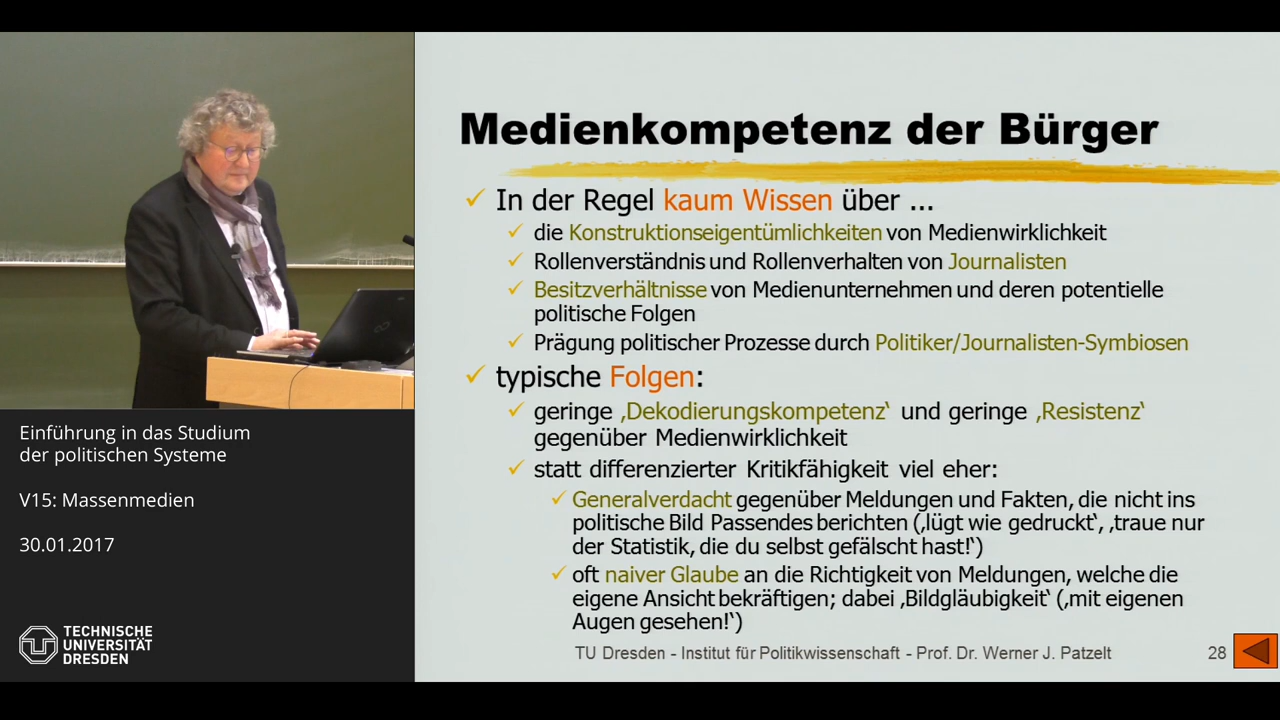 Medienkompetenz der Bürger
In der Regel kaum Wissen über ...
die Konstruktionseigentümlichkeiten von Medienwirklichkeit
Rollenverständnis und Rollenverhalten von Journalisten
Besitzverhältnisse von Medienunternehmen und deren potentielle
politische Folgen
Prägung politischer Prozesse durch Politiker/Journalisten-Symbiosen
typische Folgen:
geringe ‚Dekodierungskompetenz‘ und geringe ‚Resistenz‘
gegenüber Medienwirklichkeit
statt differenzierter Kritikfähigkeit viel eher:
Generalverdacht gegenüber Meldungen und Fakten, die nicht ins
politische Bild Passendes berichten (‚lügt wie gedruckt‘, ‚traue nur
der Statistik, die du selbst gefälscht hast!‘)
oft naiver Glaube an die Richtigkeit von Meldungen, welche die
eigene Ansicht bekräftigen; dabei ‚Bildgläubigkeit‘ (‚mit eigenen
Augen gesehen!‘)
TU Dresden - Institut für Politikwissenschaft - Prof. Dr. Werner J. Patzelt
28
Einführung in das Studium
der politischen Systeme
V15: Massenmedien
30.01.2017
TECHNISCHE
UNIVERSITÄT
DRESDEN